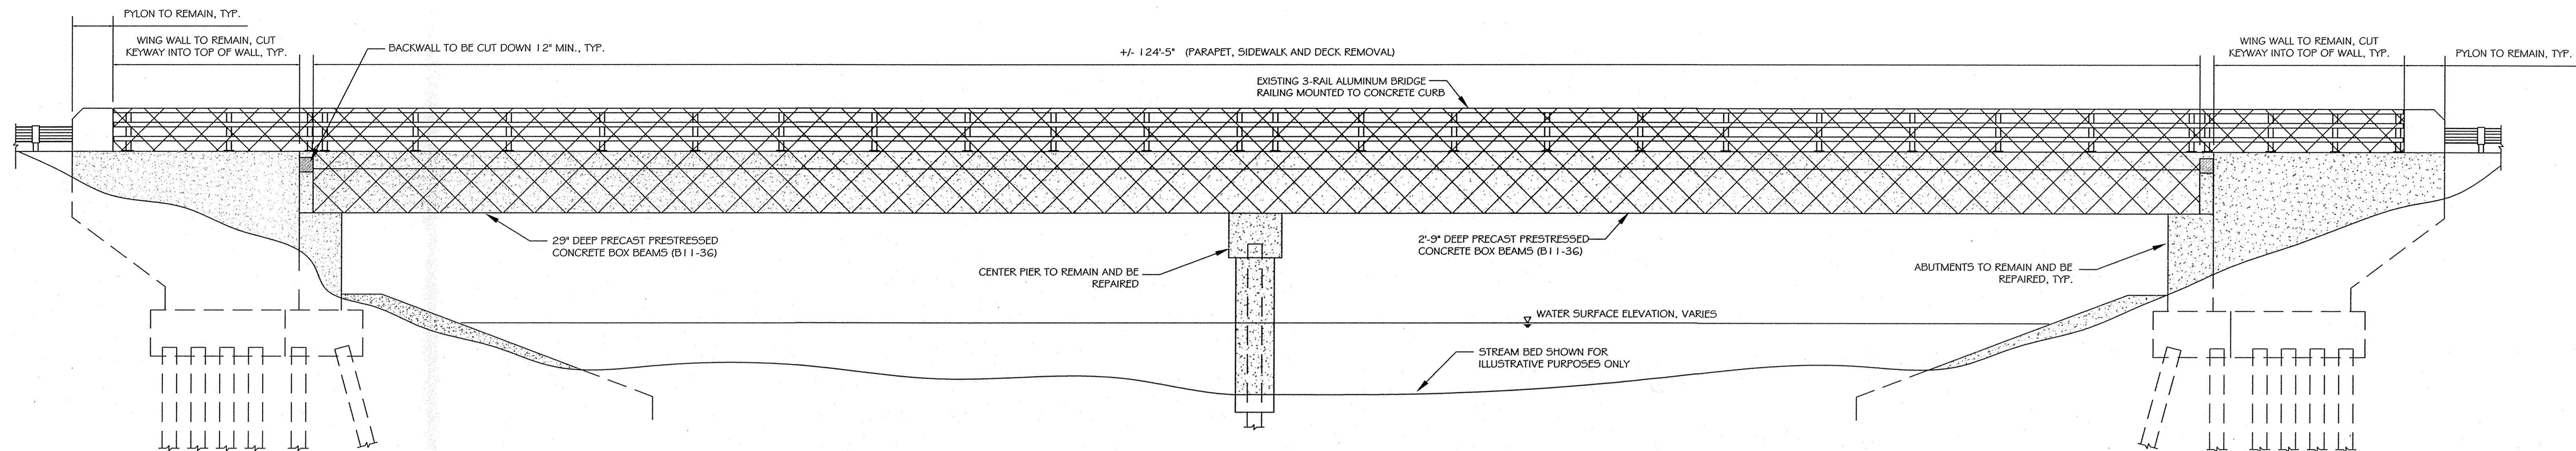 PYLON TO REMAIN, TYP.
WING WALL TO REMAIN, CUT
KEYWAY INTO TOP OF WALL, TYP.
BACKWALL TO BE CUT DOWN 12" MIN., TYP.
+/- 124'-5" (PARAPET, SIDEWALK AND DECK REMOVAL)
EXISTING 3-RAIL ALUMINUM BRIDGE
RAILING MOUNTED TO CONCRETE CURB
WING WALL TO REMAIN, CUT
KEYWAY INTO TOP OF WALL, TYP.
PYLON TO REMAIN, TYP.
29" DEEP PRECAST PRESTRESSED
CONCRETE BOX BEAMS (B11-36)
CENTER PIER TO REMAIN AND BE
REPAIRED
2'-9" DEEP PRECAST PRESTRESSED
CONCRETE BOX BEAMS (B11-36)
ABUTMENTS TO REMAIN AND BE
REPAIRED, TYP.
WATER SURFACE ELEVATION, VARIES
STREAM BED SHOWN FOR
ILLUSTRATIVE PURPOSES ONLY